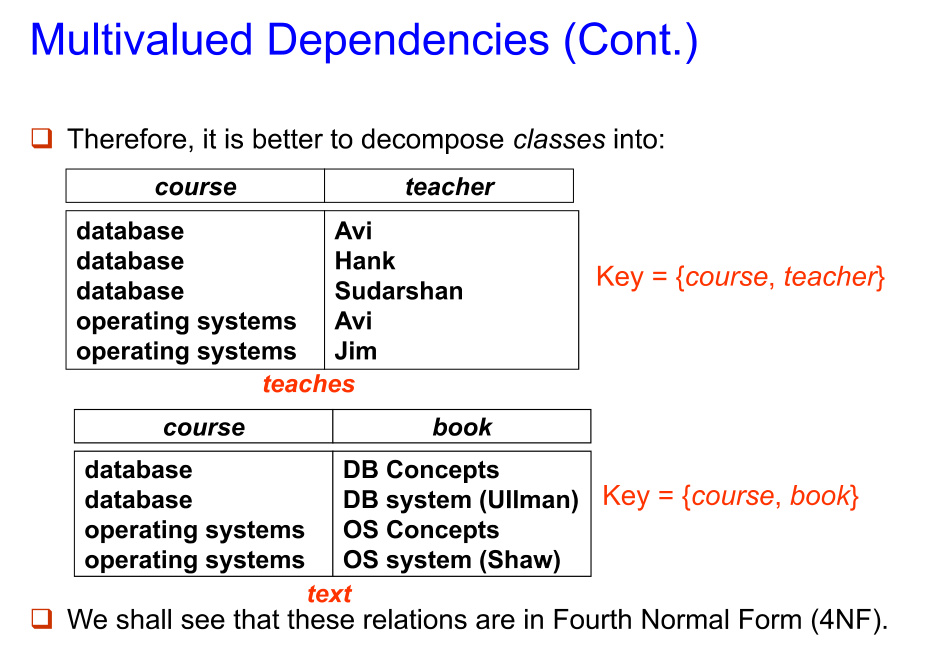 Multivalued Dependencies (Cont.)
Therefore, it is better to decompose classes into:
course teacher
database Avi
database Hank
database Sudarshan
operating systems Avi
operating systems Jim
Key = {course, teacher}
teaches
course book
database DB Concepts
database DB system (Ullman)
operating systems OS Concepts
operating systems OS system (Shaw)
Key = {course, book}
text
We shall see that these relations are in Fourth Normal Form (4NF).